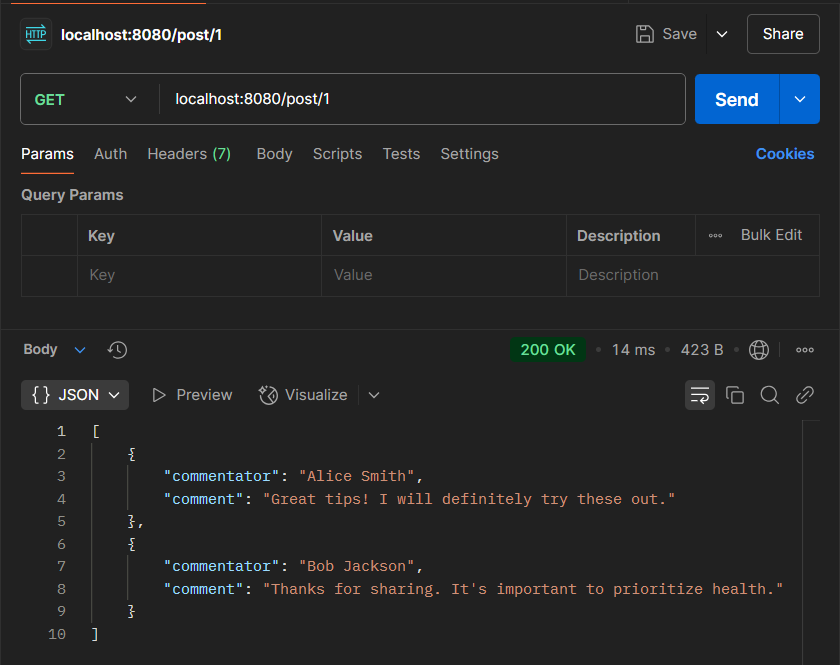 HTTP localhost:8080/post/1 Save Share
GET localhost:8080/post/1 Send
Params Auth Headers (7) Body Scripts Tests Settings Cookies
Query Params
Key Value Description Bulk Edit
Key Value Description
Body 200 OK • 14 ms • 423 B •
{ } JSON Preview Visualize
1 [
2 {
3 "commentator": "Alice Smith",
4 "comment": "Great tips! I will definitely try these out."
5 },
6 {
7 "commentator": "Bob Jackson",
8 "comment": "Thanks for sharing. It's important to prioritize health."
9 }
10 ]